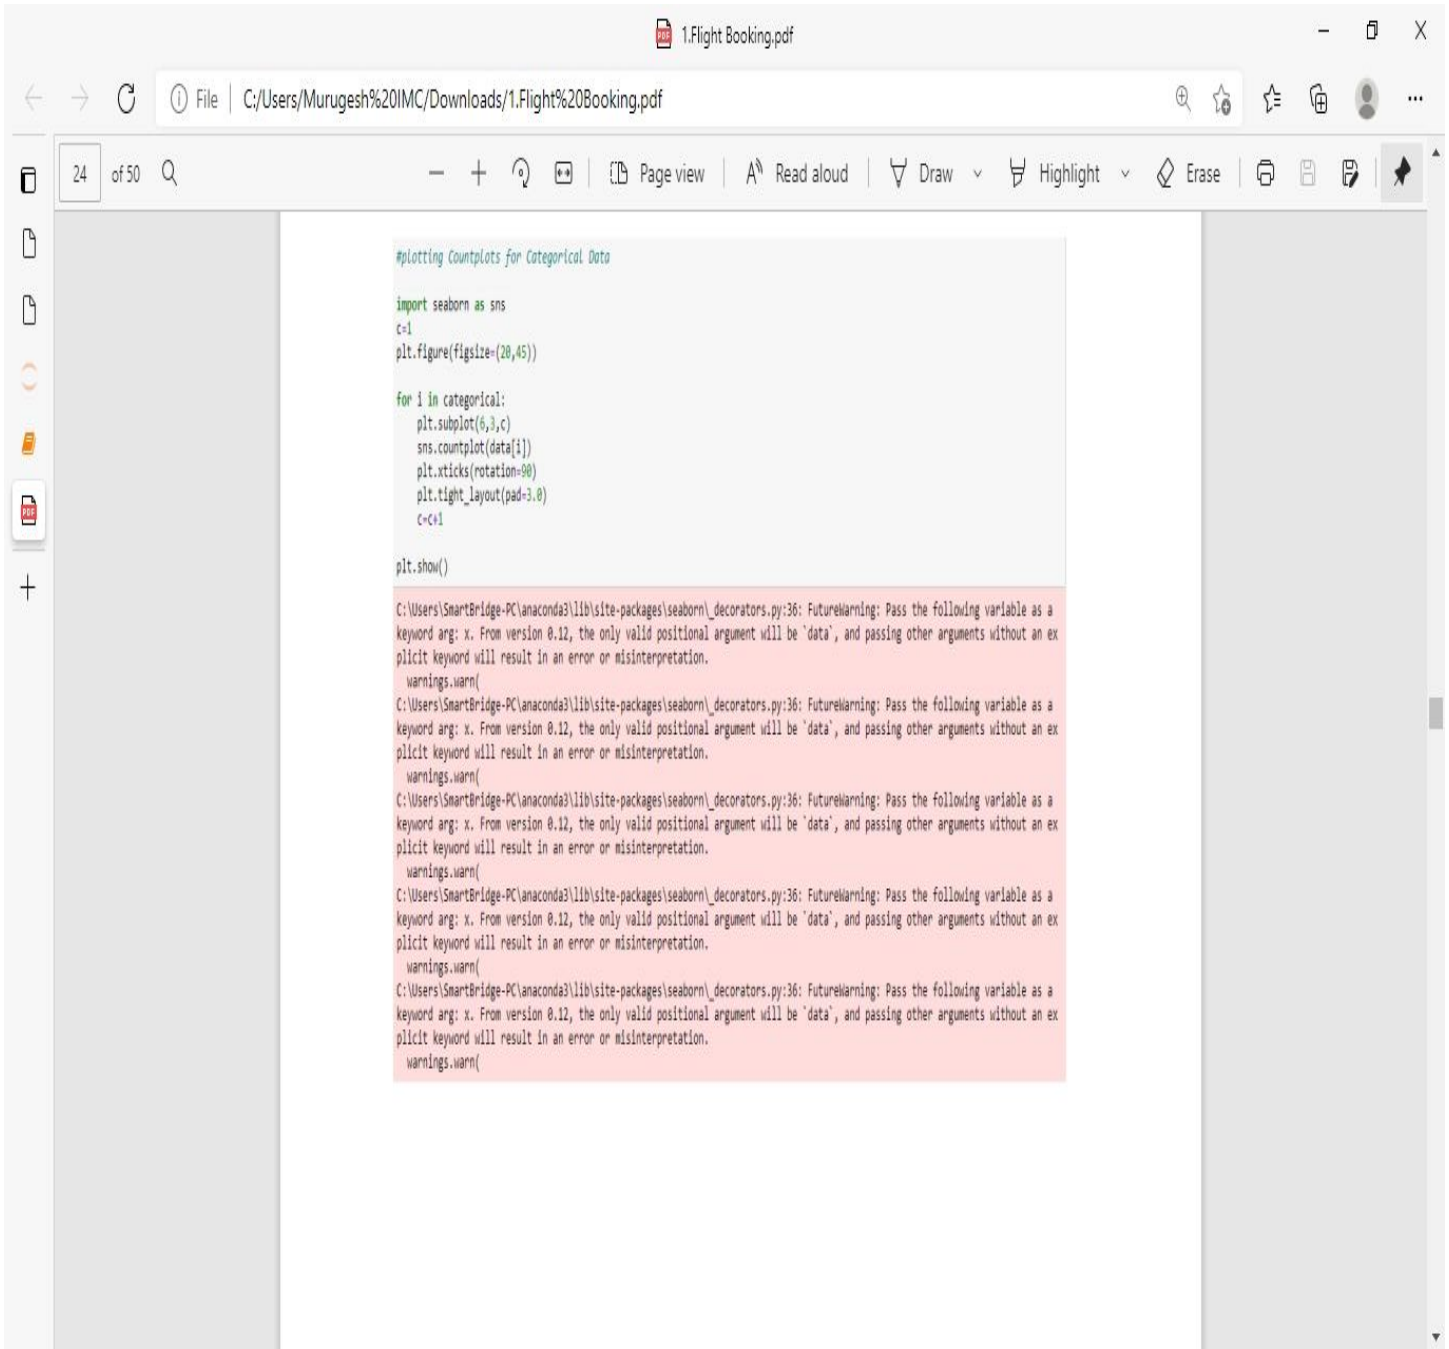 1.Flight Booking.pdf
File | C:/Users/Murugesh%20IMC/Downloads/1.Flight%20Booking.pdf
24 of 50 Page view A Read aloud Draw Highlight Erase
#plotting Countplots for Categorical Data
import seaborn as sns
c=1
plt.figure(figsize=(20,45))
for i in categorical:
    plt.subplot(6,3,c)
    sns.countplot(data[i])
    plt.xticks(rotation=90)
    plt.tight_layout(pad=3.0)
    c=c+1
plt.show()
C:\Users\SmartBridge-PC\anaconda3\lib\site-packages\seaborn\_decorators.py:36: FutureWarning: Pass the following variable as a
keyword arg: x. From version 0.12, the only valid positional argument will be `data`, and passing other arguments without an ex
plicit keyword will result in an error or misinterpretation.
  warnings.warn(
C:\Users\SmartBridge-PC\anaconda3\lib\site-packages\seaborn\_decorators.py:36: FutureWarning: Pass the following variable as a
keyword arg: x. From version 0.12, the only valid positional argument will be `data`, and passing other arguments without an ex
plicit keyword will result in an error or misinterpretation.
  warnings.warn(
C:\Users\SmartBridge-PC\anaconda3\lib\site-packages\seaborn\_decorators.py:36: FutureWarning: Pass the following variable as a
keyword arg: x. From version 0.12, the only valid positional argument will be `data`, and passing other arguments without an ex
plicit keyword will result in an error or misinterpretation.
  warnings.warn(
C:\Users\SmartBridge-PC\anaconda3\lib\site-packages\seaborn\_decorators.py:36: FutureWarning: Pass the following variable as a
keyword arg: x. From version 0.12, the only valid positional argument will be `data`, and passing other arguments without an ex
plicit keyword will result in an error or misinterpretation.
  warnings.warn(
C:\Users\SmartBridge-PC\anaconda3\lib\site-packages\seaborn\_decorators.py:36: FutureWarning: Pass the following variable as a
keyword arg: x. From version 0.12, the only valid positional argument will be `data`, and passing other arguments without an ex
plicit keyword will result in an error or misinterpretation.
  warnings.warn(